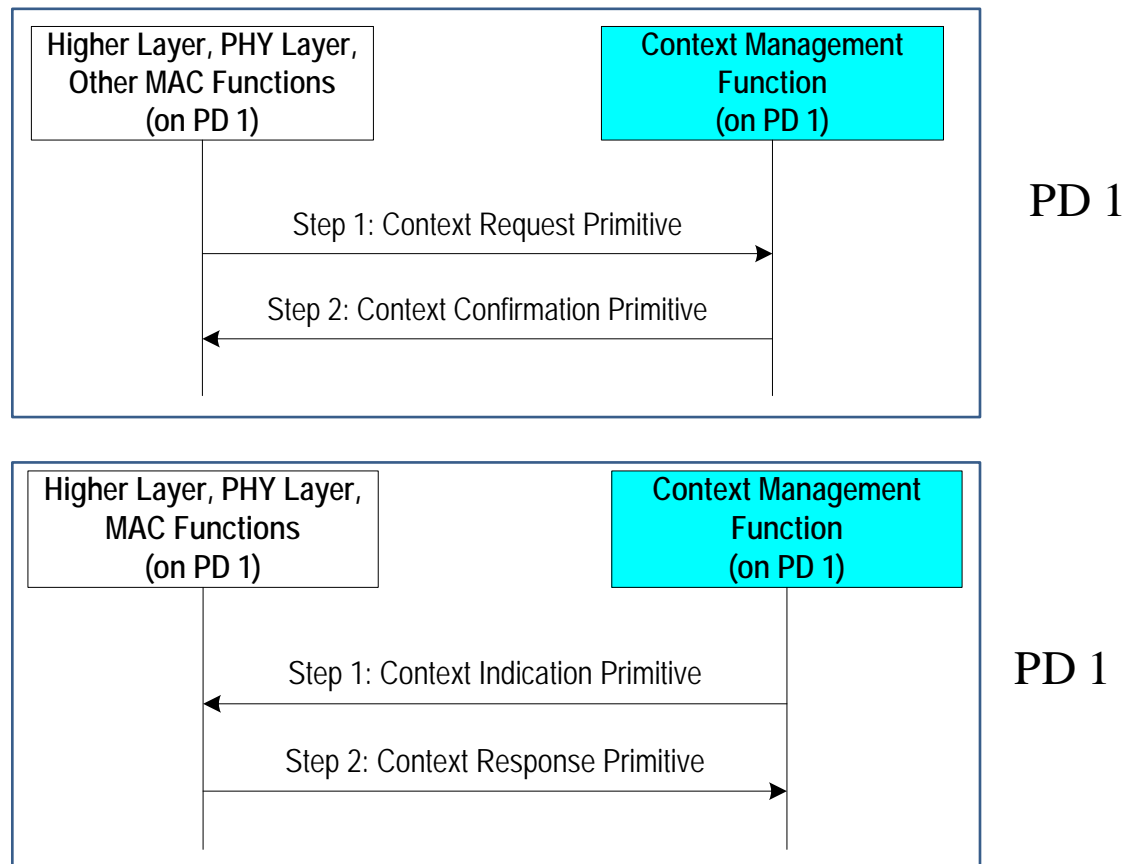 Higher Layer, PHY Layer,
Other MAC Functions
(on PD 1)
Context Management
Function
(on PD 1)
Step 1: Context Request Primitive
Step 2: Context Confirmation Primitive
PD 1
Higher Layer, PHY Layer,
MAC Functions
(on PD 1)
Context Management
Function
(on PD 1)
Step 1: Context Indication Primitive
Step 2: Context Response Primitive
PD 1